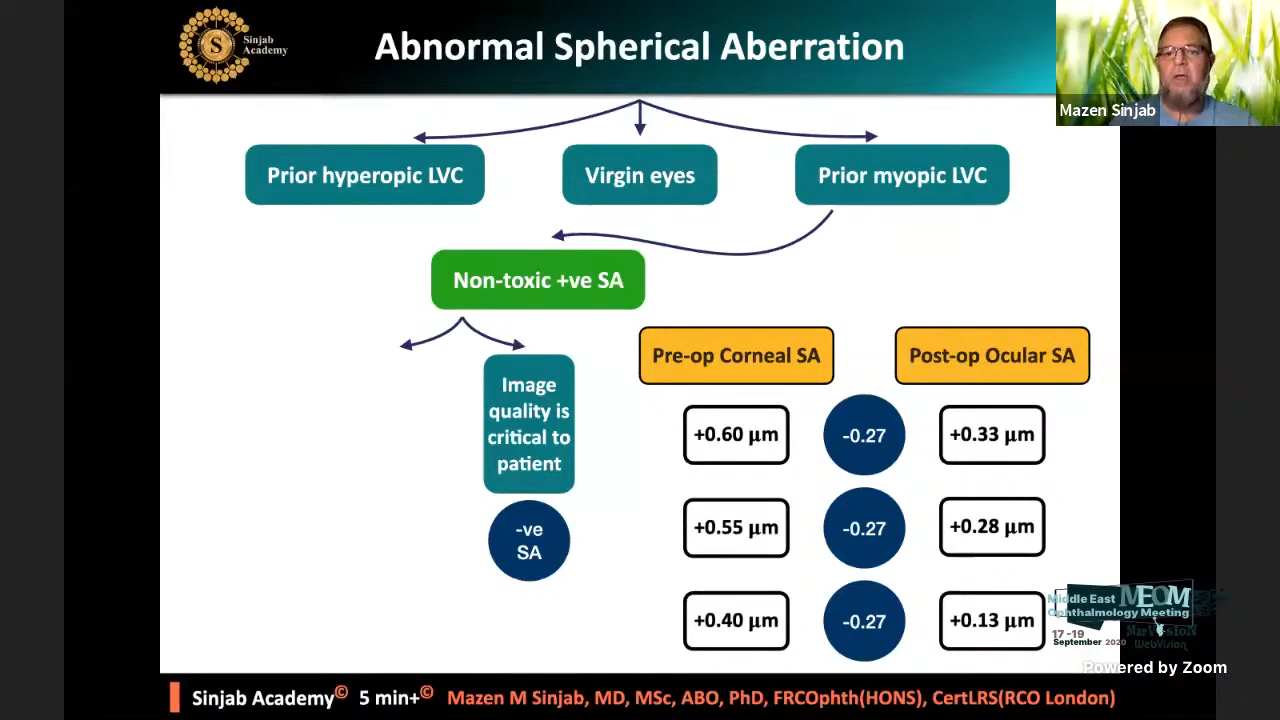 S
Sinjab
Academy
Abnormal Spherical Aberration
Mazen Sinjab
Prior hyperopic LVC
Virgin eyes
Prior myopic LVC
Non-toxic +ve SA
Image
quality is
critical to
patient
-ve
SA
Pre-op Corneal SA
Post-op Ocular SA
+0.60 µm
-0.27
+0.33 µm
+0.55 µm
-0.27
+0.28 µm
+0.40 µm
-0.27
+0.13 µm
Middle East
MEOM
Ophthalmology Meeting
17 -19
September 2020
MarVision
WebVision
Powered by Zoom
Sinjab Academy© 5 min+© Mazen M Sinjab, MD, MSc, ABO, PhD, FRCOphth(HONS), CertLRS(RCO London)